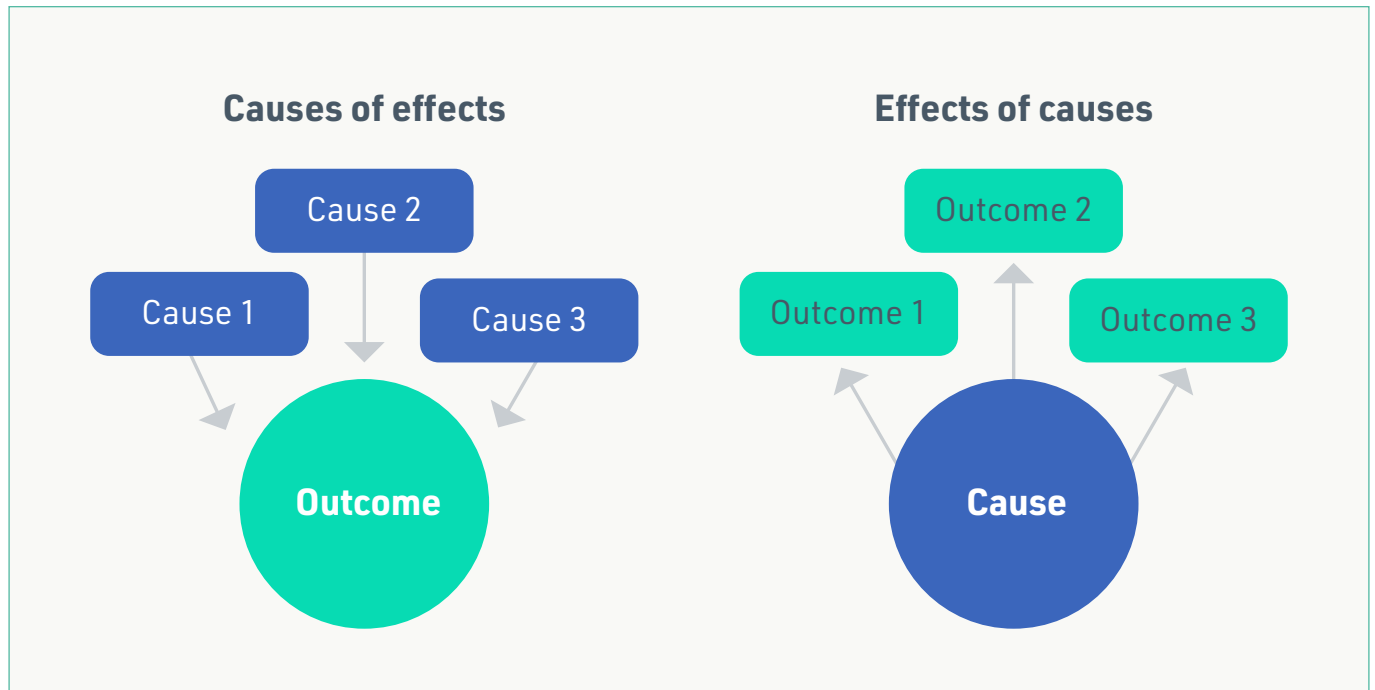 Causes of effects
Cause 2
Cause 1
Cause 3
Outcome
Effects of causes
Outcome 2
Outcome 1
Outcome 3
Cause